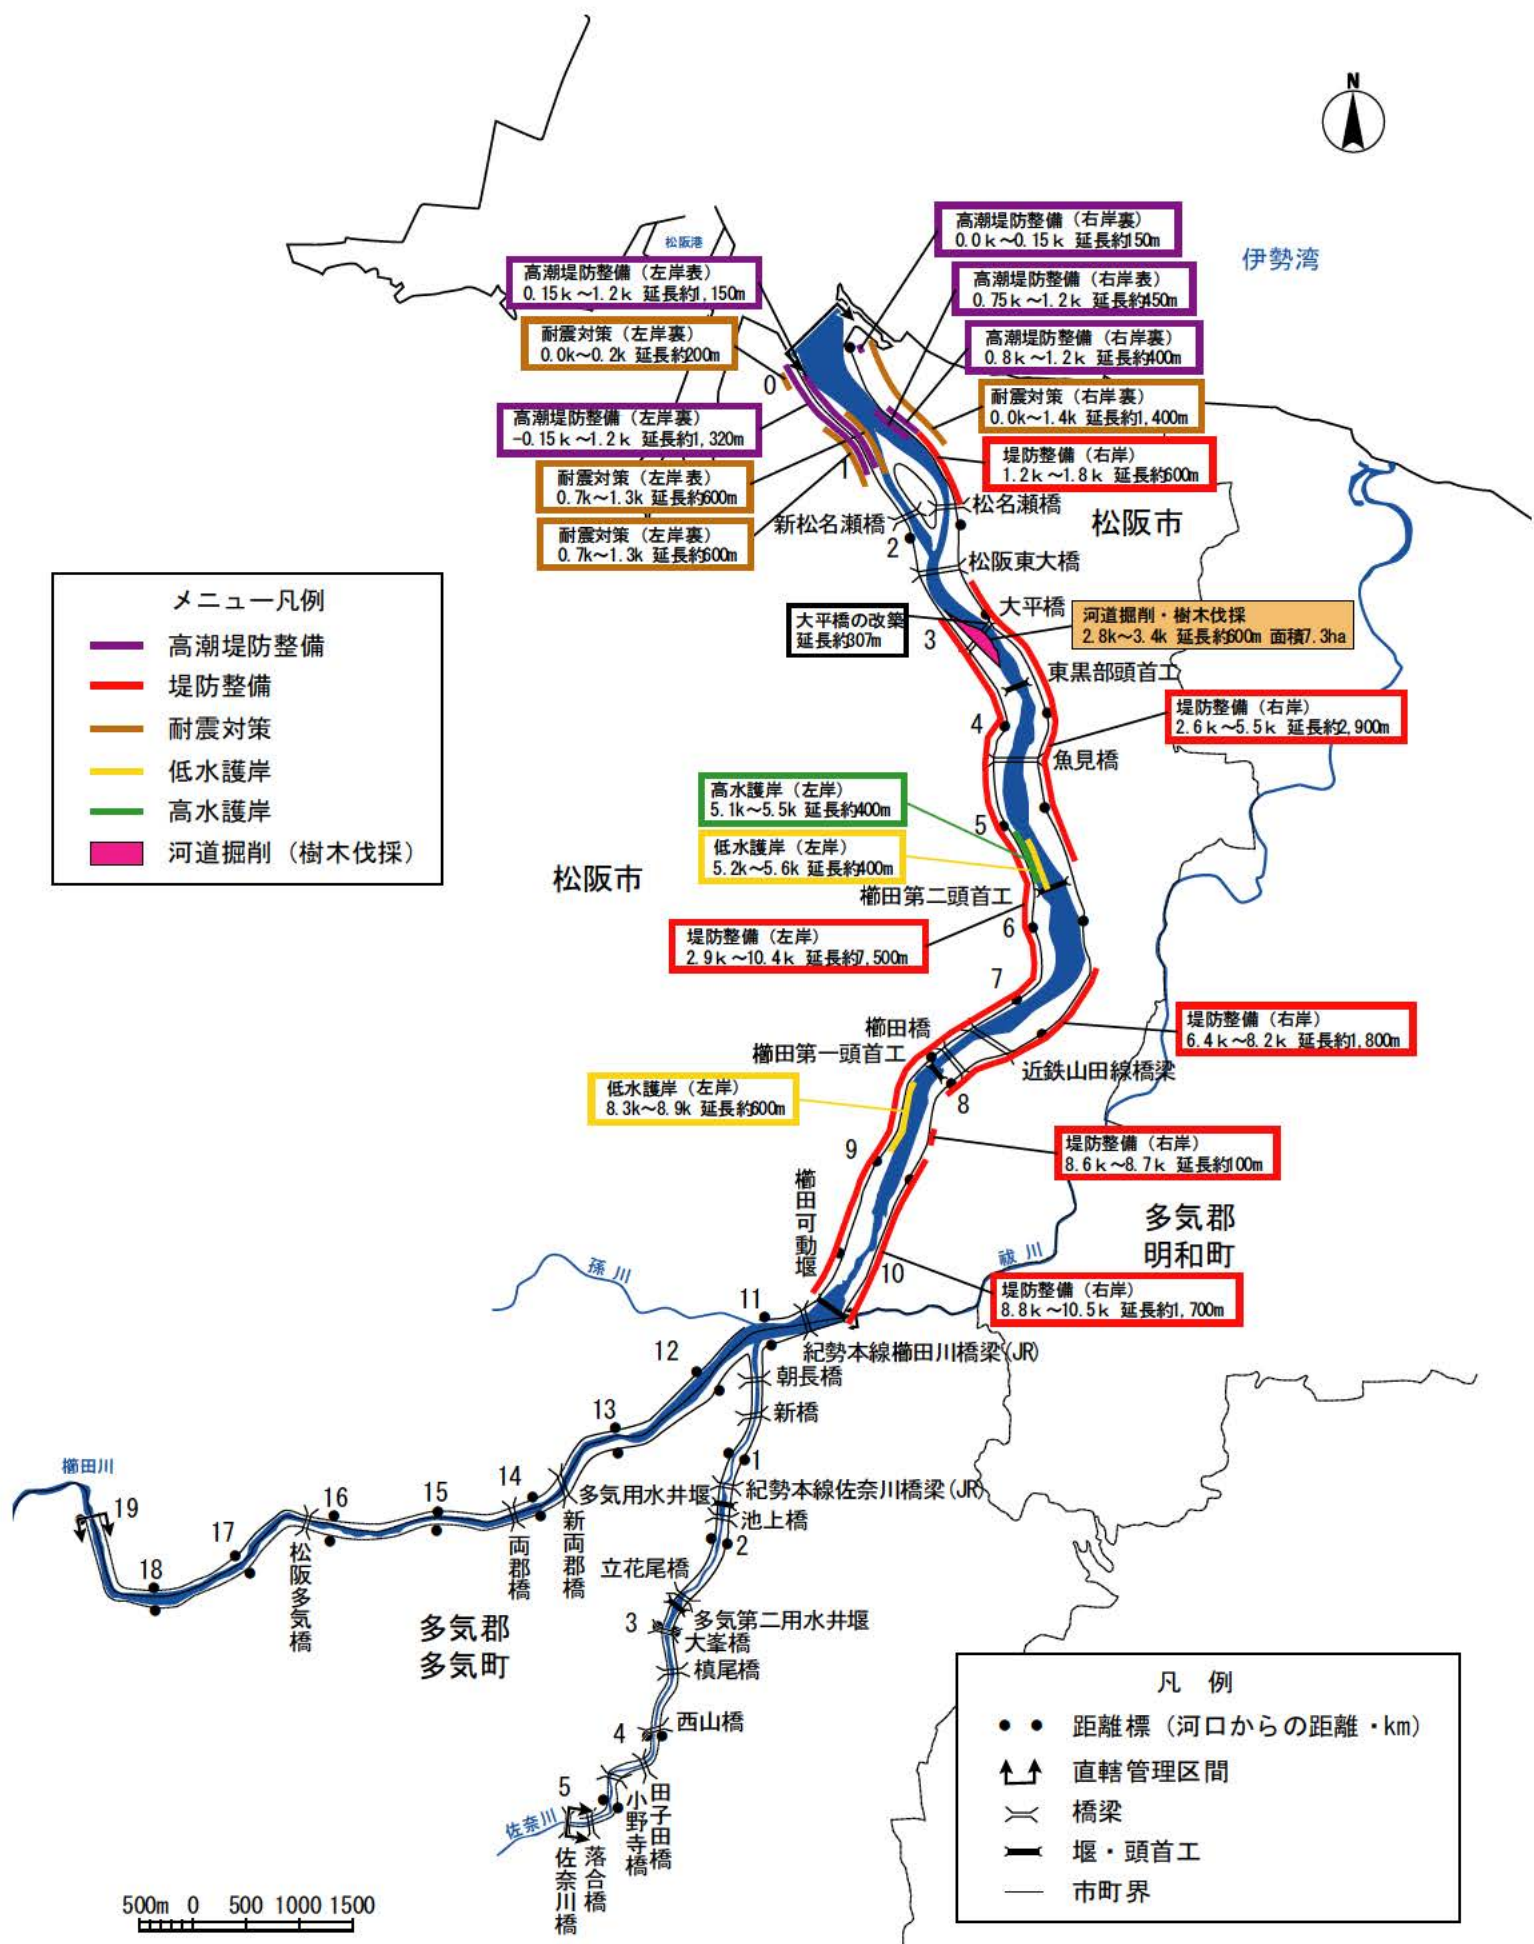 N
伊勢湾
松阪港
高潮堤防整備（右岸裏）
0.0k～0.15k 延長約150m
高潮堤防整備（左岸表）
0.15k～1.2k 延長約1,150m
高潮堤防整備（右岸表）
0.75k～1.2k 延長約450m
耐震対策（左岸裏）
0.0k～0.2k 延長約200m
高潮堤防整備（右岸裏）
0.8k～1.2k 延長約400m
0
耐震対策（右岸裏）
0.0k～1.4k 延長約1,400m
高潮堤防整備（左岸裏）
-0.15k～1.2k 延長約1,320m
堤防整備（右岸）
1.2k～1.8k 延長約600m
1
耐震対策（左岸表）
0.7k～1.3k 延長約600m
松名瀬橋
新松名瀬橋
松阪市
耐震対策（左岸裏）
0.7k～1.3k 延長約600m
2
松阪東大橋
メニュー凡例
高潮堤防整備
堤防整備
耐震対策
低水護岸
高水護岸
河道掘削（樹木伐採）
大平橋
大平橋の改築
延長約307m
河道掘削・樹木伐採
2.8k～3.4k 延長約600m 面積7.3ha
3
東黒部頭首工
堤防整備（右岸）
2.6k～5.5k 延長約2,900m
4
魚見橋
高水護岸（左岸）
5.1k～5.5k 延長約400m
5
低水護岸（左岸）
5.2k～5.6k 延長約400m
松阪市
櫛田第二頭首工
6
堤防整備（左岸）
2.9k～10.4k 延長約7,500m
7
櫛田橋
堤防整備（右岸）
6.4k～8.2k 延長約1,800m
櫛田第一頭首工
近鉄山田線橋梁
低水護岸（左岸）
8.3k～8.9k 延長約600m
8
堤防整備（右岸）
8.6k～8.7k 延長約100m
9
櫛田可動堰
多気郡
明和町
祓川
孫川
10
堤防整備（右岸）
8.8k～10.5k 延長約1,700m
11
紀勢本線櫛田川橋梁(JR)
12
朝長橋
新橋
13
1
櫛田川
紀勢本線佐奈川橋梁(JR)
多気用水井堰
14
15
16
19
池上橋
17
2
新両郡橋
両郡橋
松阪多気橋
18
立花尾橋
多気第二用水井堰
3
大峯橋
多気郡
多気町
槙尾橋
西山橋
4
田子田橋
小野寺橋
5
佐奈川
落合橋
佐奈川橋
凡 例
距離標（河口からの距離・km）
直轄管理区間
橋梁
堰・頭首工
市町界
500m 0 500 1000 1500